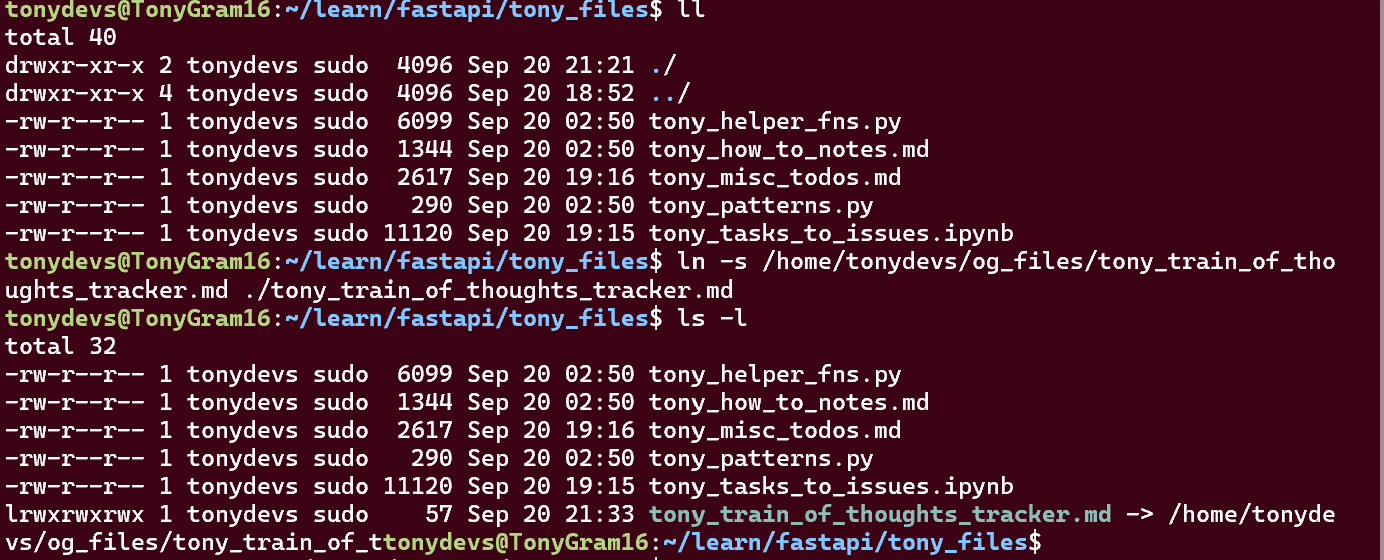 tonydevs@TonyGram16:~/learn/fastapi/tony_files$ ll
total 40
drwxr-xr-x 2 tonydevs sudo  4096 Sep 20 21:21 ./
drwxr-xr-x 4 tonydevs sudo  4096 Sep 20 18:52 ../
-rw-r--r-- 1 tonydevs sudo  6099 Sep 20 02:50 tony_helper_fns.py
-rw-r--r-- 1 tonydevs sudo  1344 Sep 20 02:50 tony_how_to_notes.md
-rw-r--r-- 1 tonydevs sudo  2617 Sep 20 19:16 tony_misc_todos.md
-rw-r--r-- 1 tonydevs sudo   290 Sep 20 02:50 tony_patterns.py
-rw-r--r-- 1 tonydevs sudo 11120 Sep 20 19:15 tony_tasks_to_issues.ipynb
tonydevs@TonyGram16:~/learn/fastapi/tony_files$ ln -s /home/tonydevs/og_files/tony_train_of_tho
ughts_tracker.md ./tony_train_of_thoughts_tracker.md
tonydevs@TonyGram16:~/learn/fastapi/tony_files$ ls -l
total 32
-rw-r--r-- 1 tonydevs sudo  6099 Sep 20 02:50 tony_helper_fns.py
-rw-r--r-- 1 tonydevs sudo  1344 Sep 20 02:50 tony_how_to_notes.md
-rw-r--r-- 1 tonydevs sudo  2617 Sep 20 19:16 tony_misc_todos.md
-rw-r--r-- 1 tonydevs sudo   290 Sep 20 02:50 tony_patterns.py
-rw-r--r-- 1 tonydevs sudo 11120 Sep 20 19:15 tony_tasks_to_issues.ipynb
lrwxrwxrwx 1 tonydevs sudo    57 Sep 20 21:33 tony_train_of_thoughts_tracker.md -> /home/tonyde
vs/og_files/tony_train_of_ttonydevs@TonyGram16:~/learn/fastapi/tony_files$